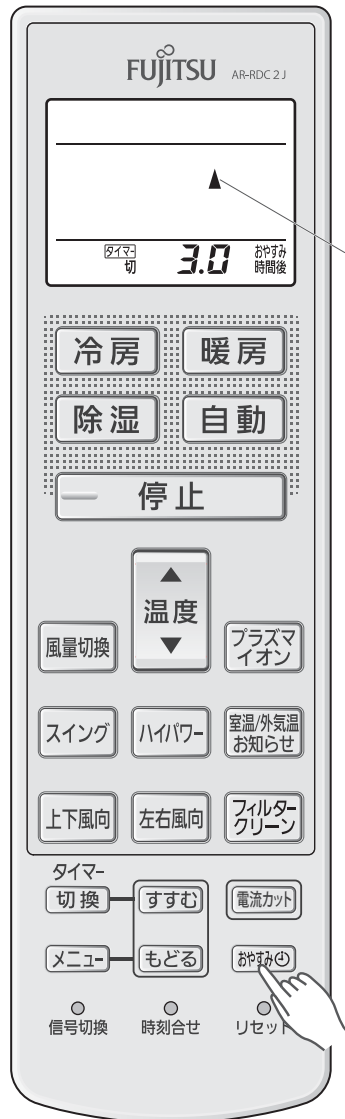 FUJITSU AR-RDC2J
タイマー
切 3.0 おやすみ
時間後
冷房 暖房
除湿 自動
停止
温度
風量切換 プラズマ
イオン
スイング ハイパワー 室温/外気温
お知らせ
上下風向 左右風向 フィルター
クリーン
タイマー
切換 すすむ 電流カット
メニュー もどる おやすみ
信号切換 時刻合せ リセット